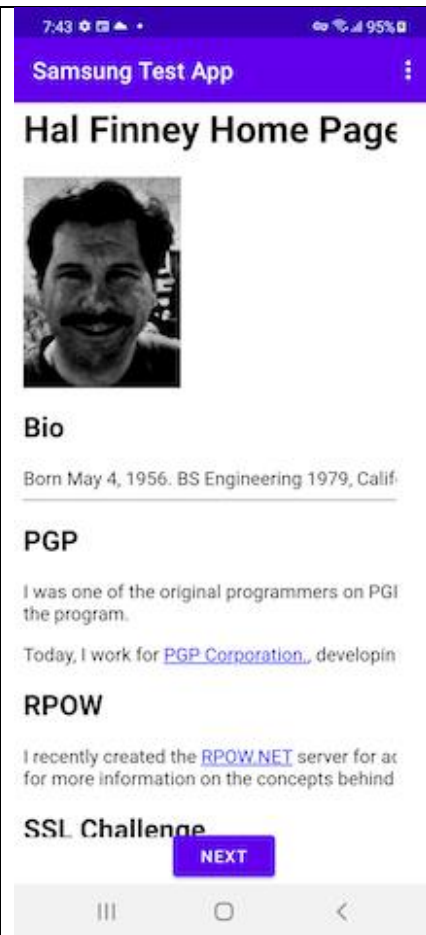 7:43 95%
Samsung Test App
Hal Finney Home Page
Bio
Born May 4, 1956. BS Engineering 1979, Calif
PGP
I was one of the original programmers on PG
the program.
Today, I work for PGP Corporation., developin
RPOW
I recently created the RPOW.NET server for ac
for more information on the concepts behind
SSL Challenge
NEXT